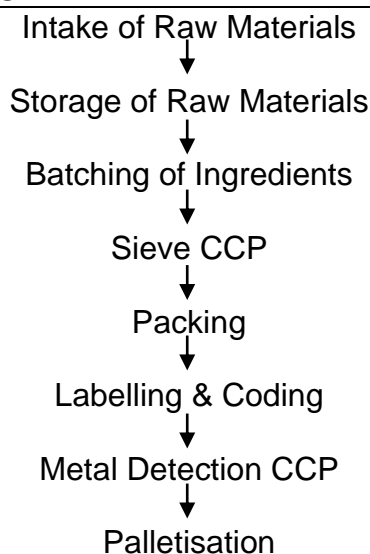 Intake of Raw Materials
Storage of Raw Materials
Batching of Ingredients
Sieve CCP
Packing
Labelling & Coding
Metal Detection CCP
Palletisation